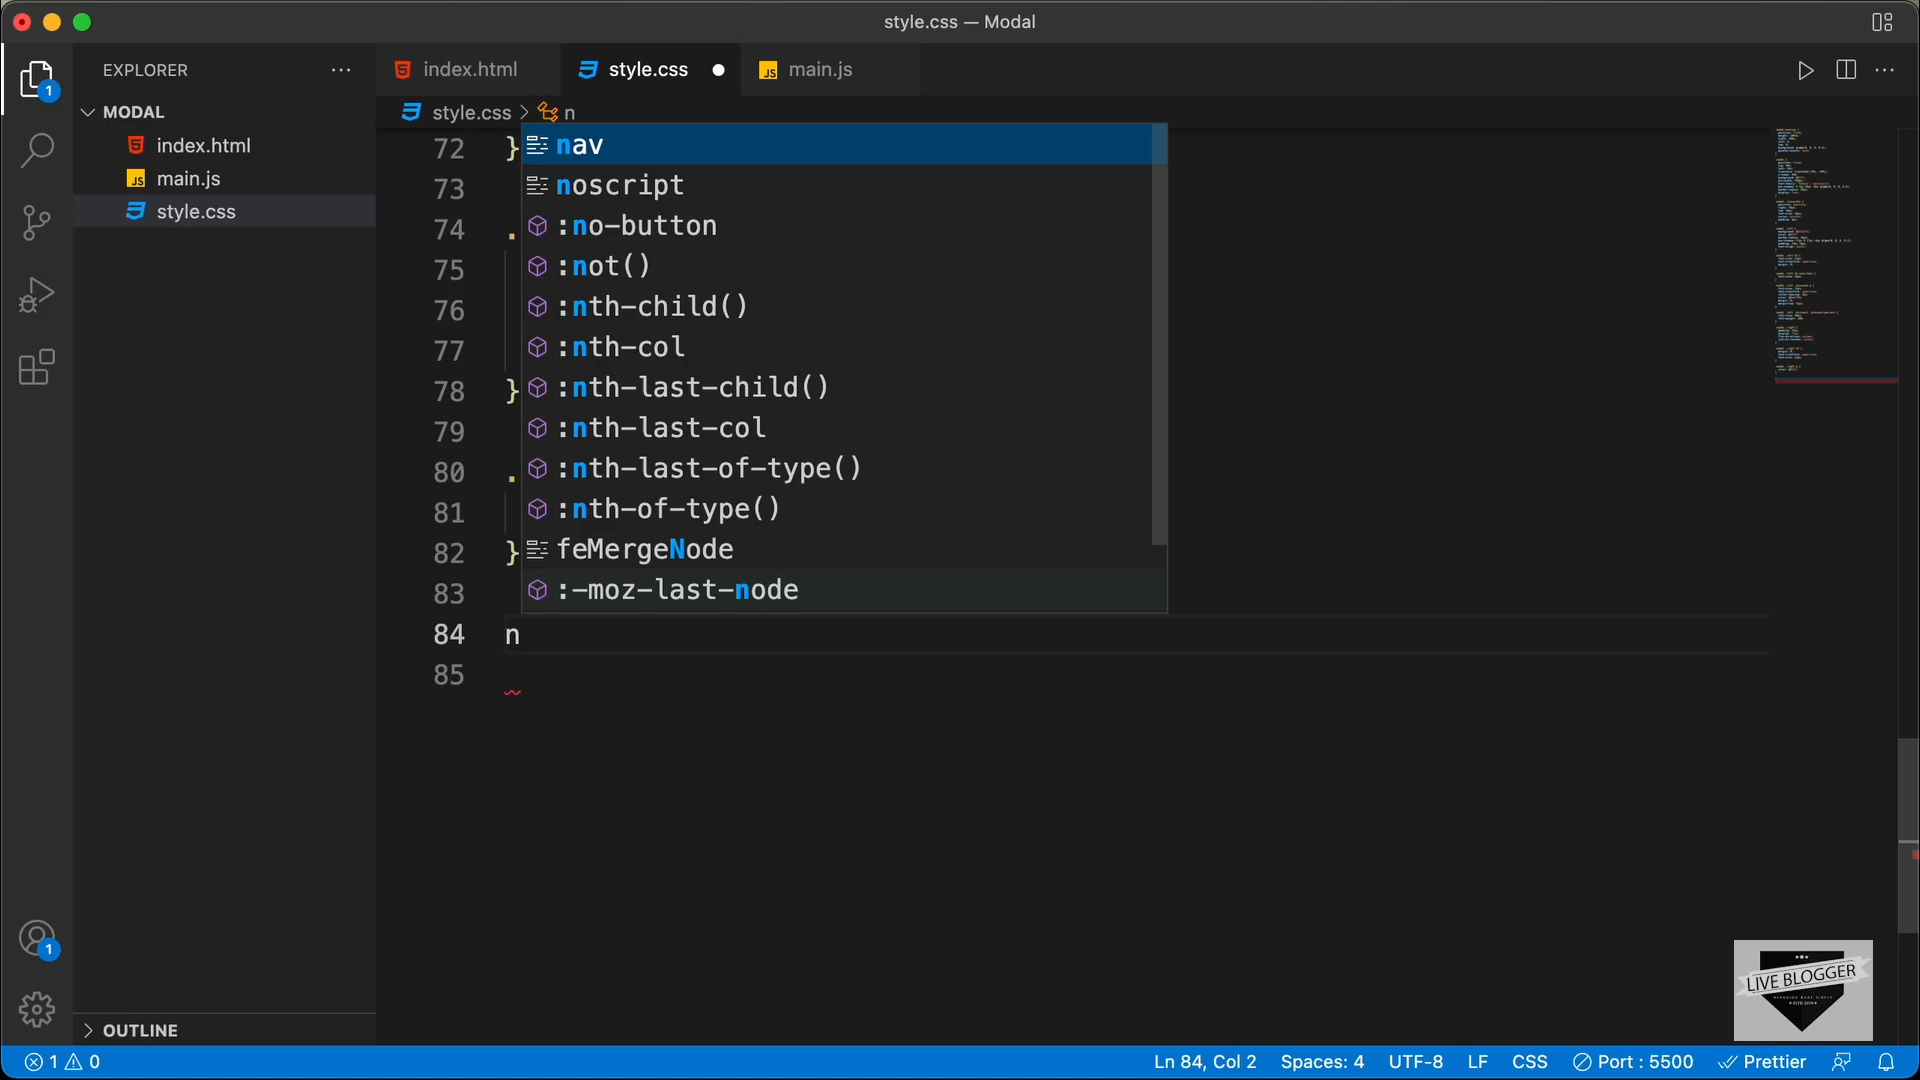 style.css — Modal
EXPLORER
index.html
style.css
main.js
MODAL
style.css
n
index.html
main.js
style.css
72 }
73
74 .
75
76
77
78 }
79
80 .
81
82 }
83
84 n
85
nav
noscript
:no-button
:not()
:nth-child()
:nth-col
:nth-last-child()
:nth-last-col
:nth-last-of-type()
:nth-of-type()
feMergeNode
:-moz-last-node
1
1
LIVE BLOGGER
OUTLINE
1 0
Ln 84, Col 2
Spaces: 4
UTF-8
LF
CSS
Port : 5500
Prettier